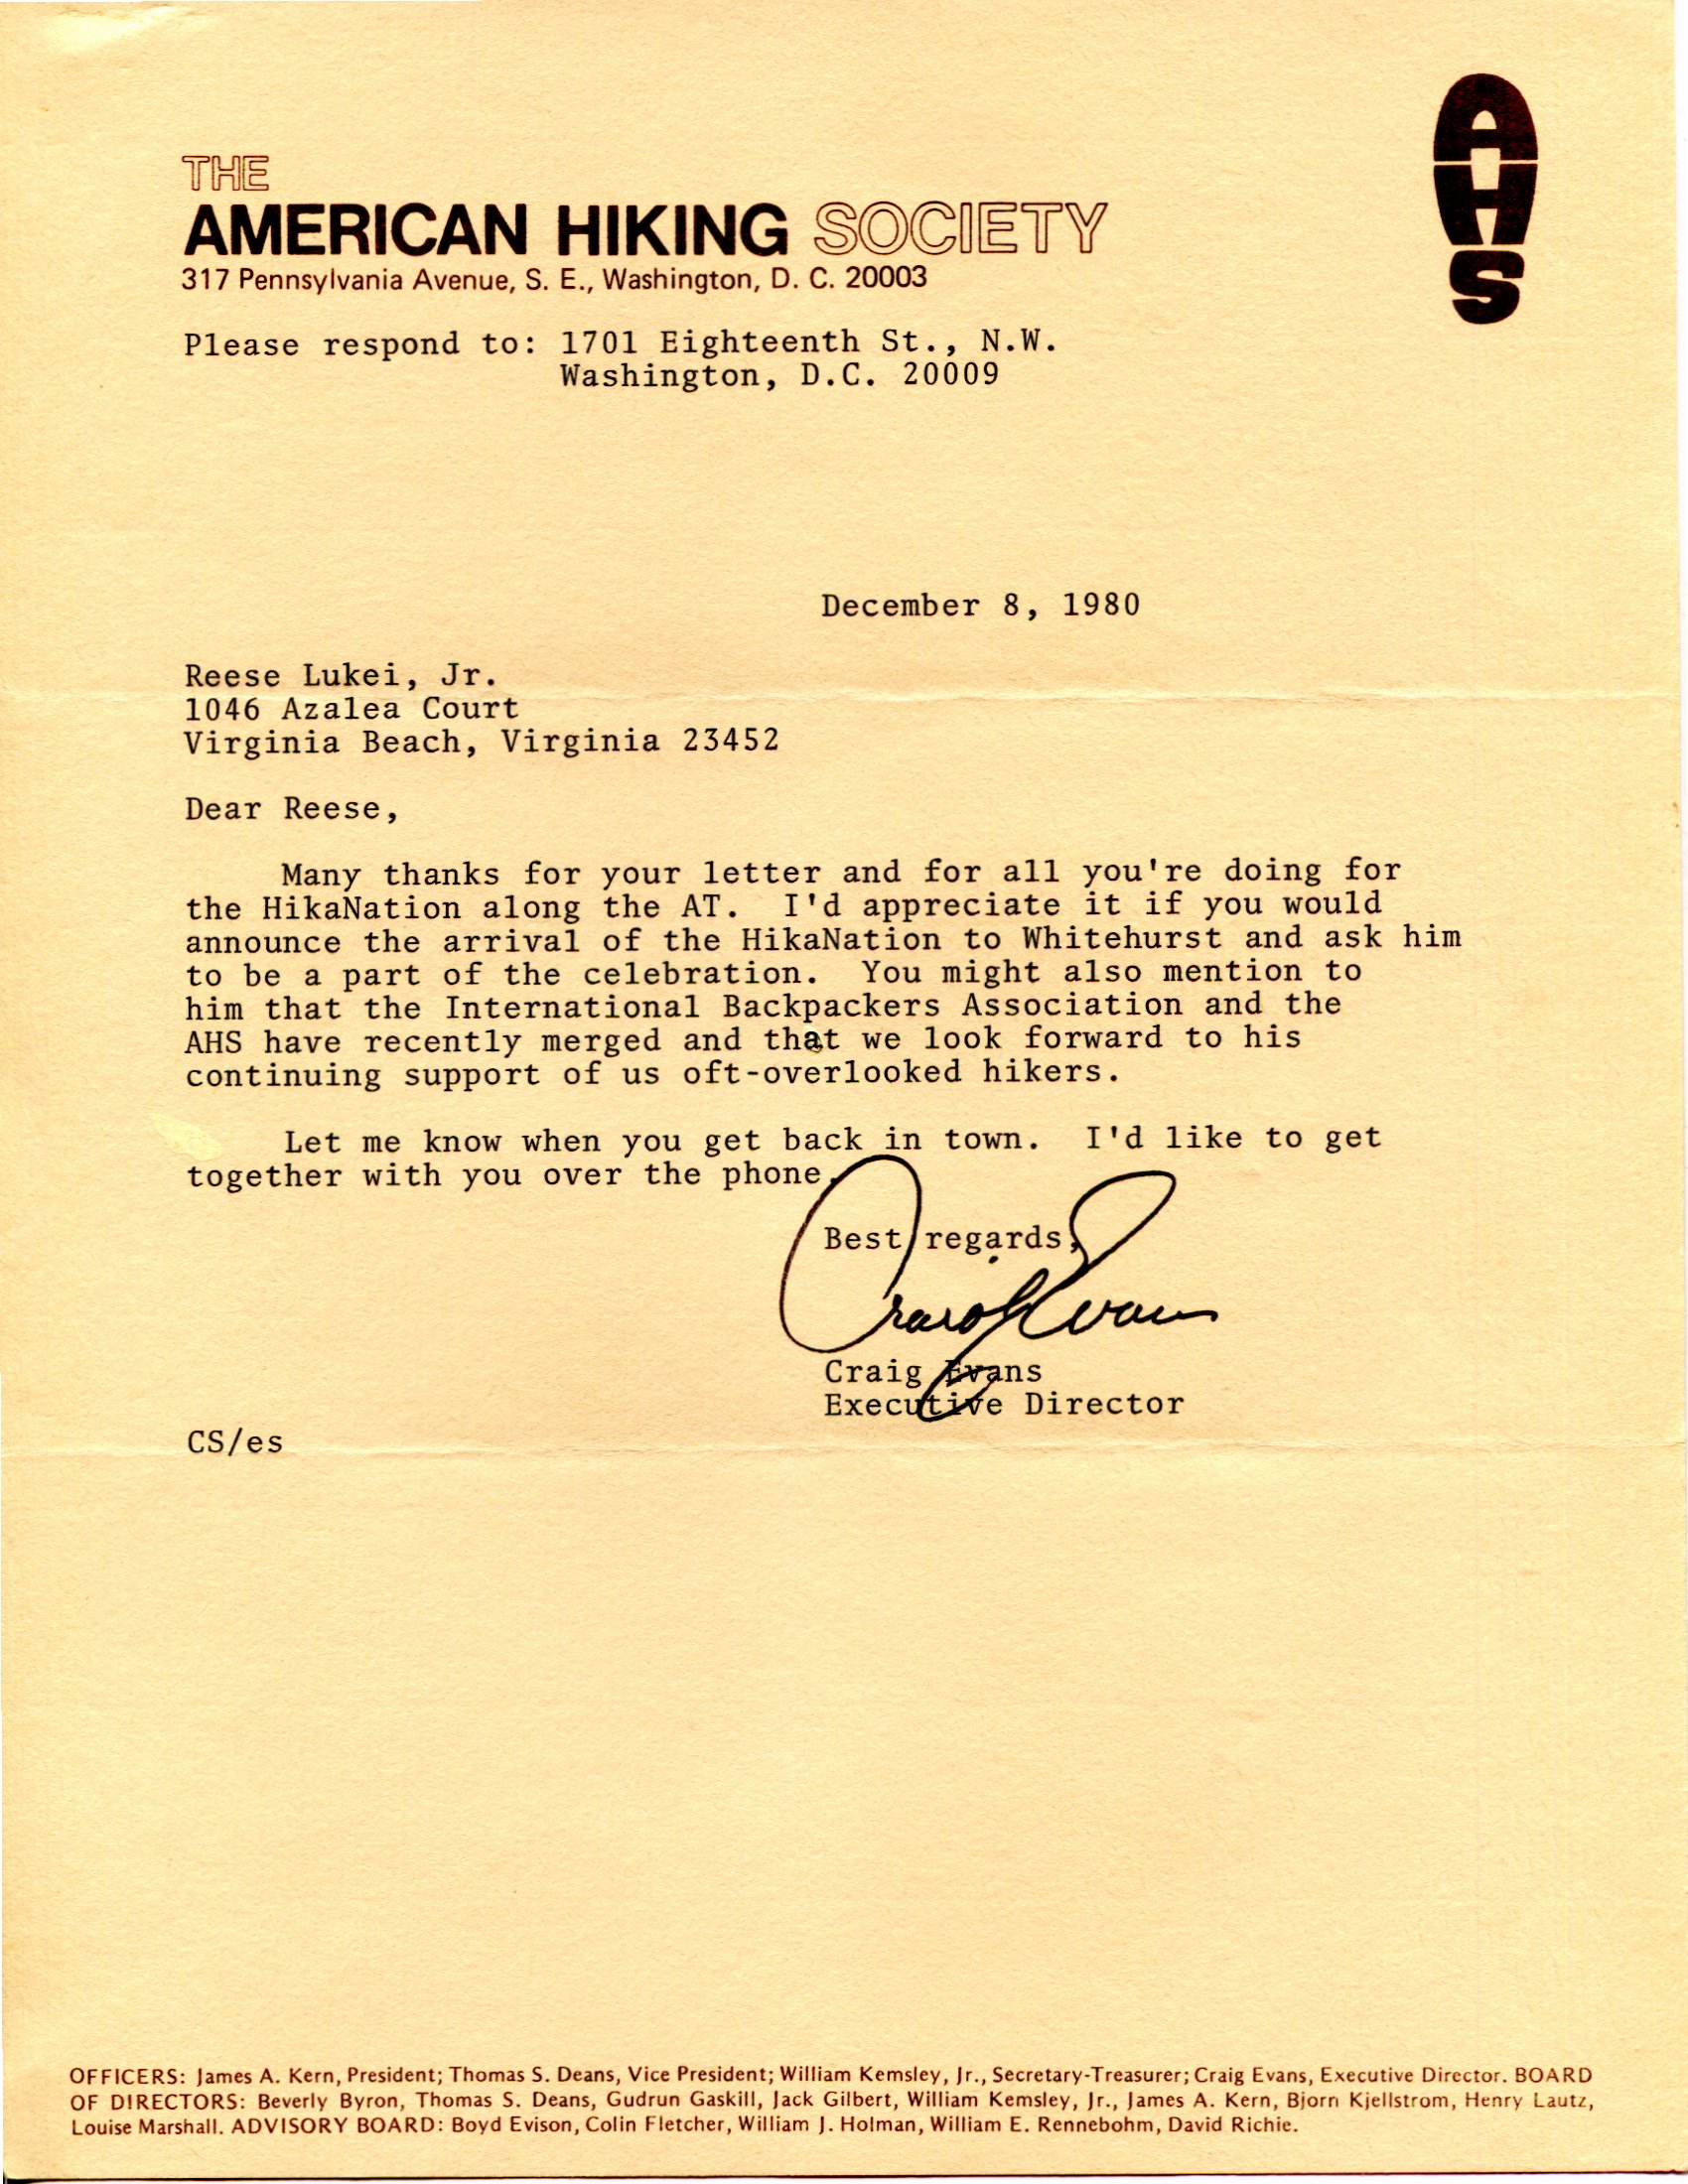 THE
AMERICAN HIKING SOCIETY
317 Pennsylvania Avenue, S. E., Washington, D. C. 20003
AHS
Please respond to: 1701 Eighteenth St., N.W.
Washington, D.C. 20009
December 8, 1980
Reese Lukei, Jr.
1046 Azalea Court
Virginia Beach, Virginia 23452
Dear Reese,
Many thanks for your letter and for all you're doing for
the HikaNation along the AT. I'd appreciate it if you would
announce the arrival of the HikaNation to Whitehurst and ask him
to be a part of the celebration. You might also mention to
him that the International Backpackers Association and the
AHS have recently merged and that we look forward to his
continuing support of us oft-overlooked hikers.
Let me know when you get back in town. I'd like to get
together with you over the phone.
Best regards,
Craig Evans
Craig Evans
Executive Director
CS/es
OFFICERS: James A. Kern, President; Thomas S. Deans, Vice President; William Kemsley, Jr., Secretary-Treasurer; Craig Evans, Executive Director. BOARD
OF DIRECTORS: Beverly Byron, Thomas S. Deans, Gudrun Gaskill, Jack Gilbert, William Kemsley, Jr., James A. Kern, Bjorn Kjellstrom, Henry Lautz,
Louise Marshall. ADVISORY BOARD: Boyd Evison, Colin Fletcher, William J. Holman, William E. Rennebohm, David Richie.